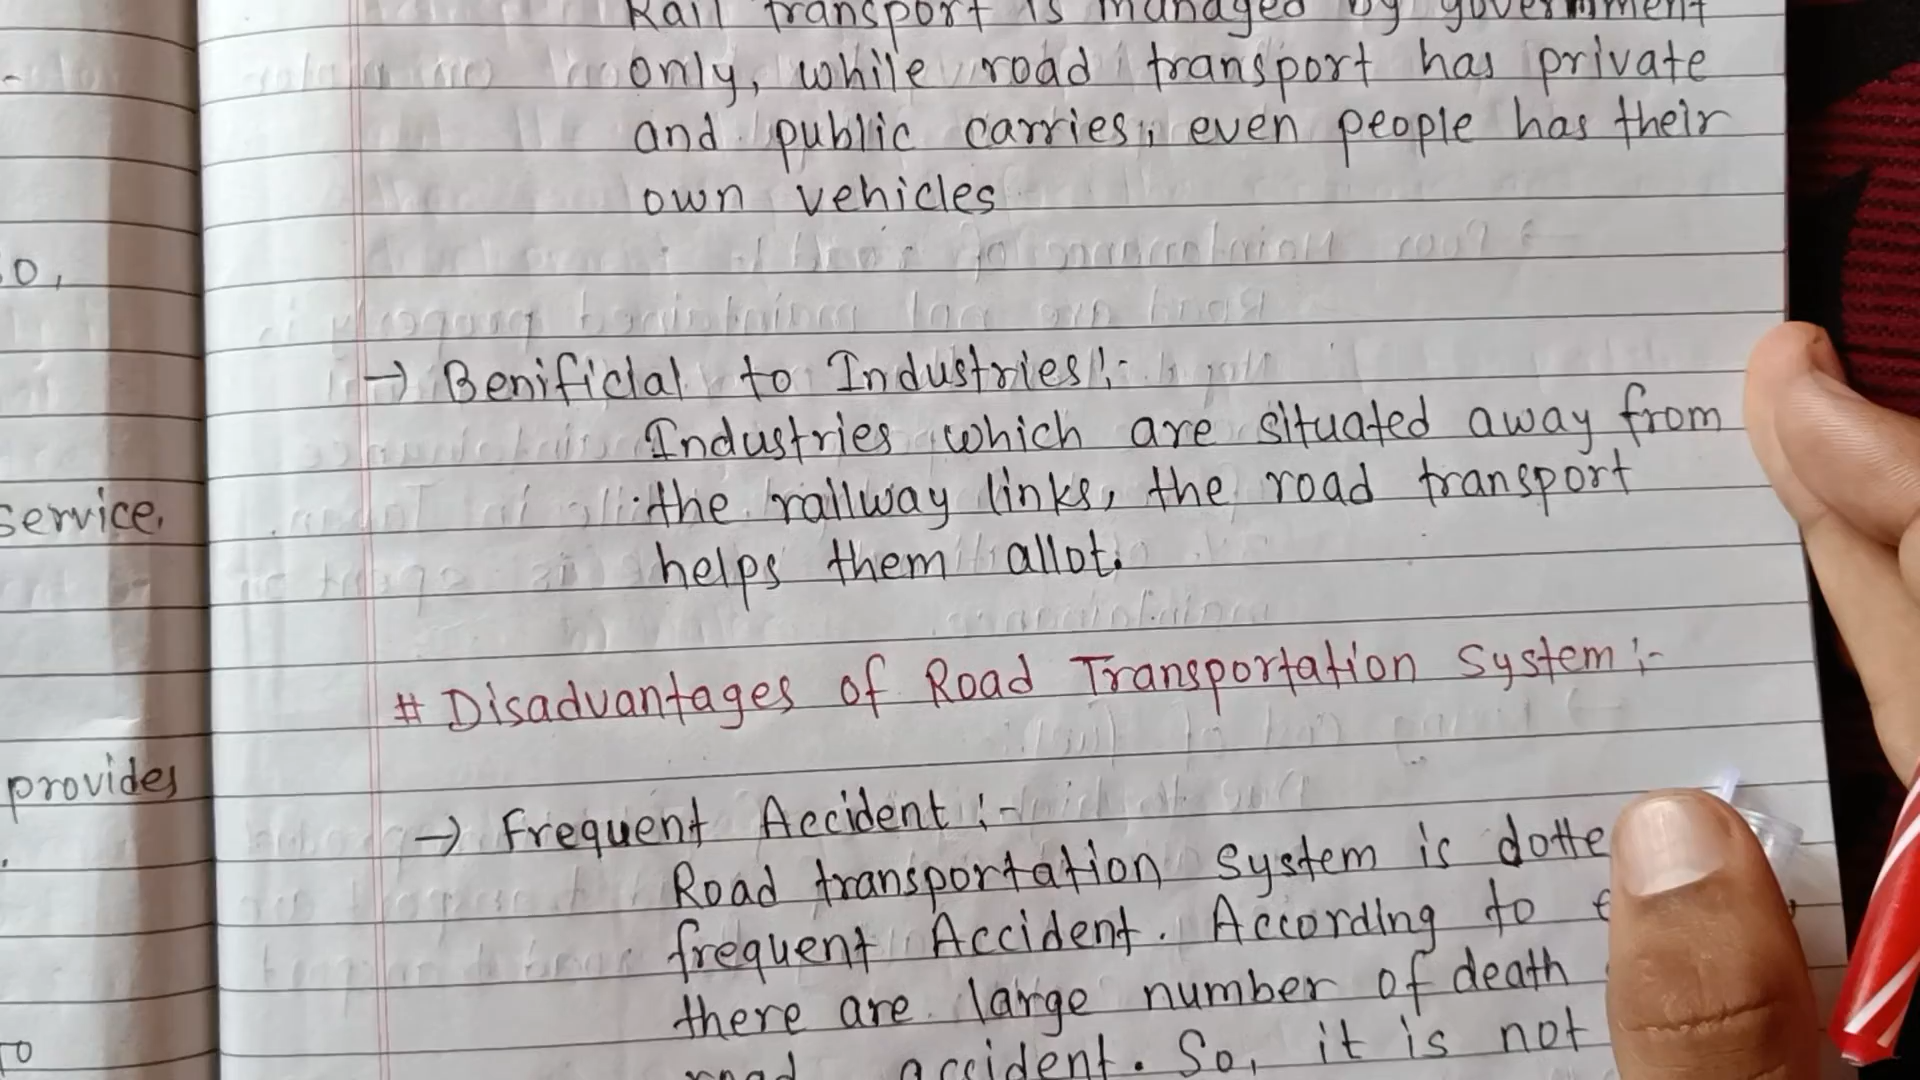 so,
service.
provides
to
Rail transport is managed by government
only, while road transport has private
and public carries, even people has their
own vehicles
→ Benificial to Industries:-
Industries which are situated away from
the railway links, the road transport
helps them allot.
# Disadvantages of Road Transportation System:-
→ Frequent Accident:-
Road transportation system is dotte
frequent Accident. According to
there are large number of death
road accident. So, it is not